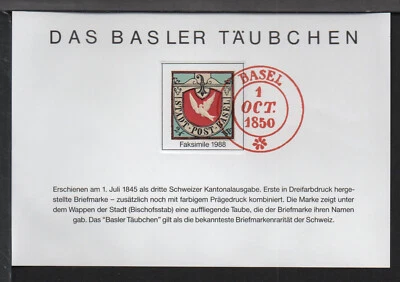 DAS BASLER TÄUBCHEN
STADT-POST-BASEL
Faksimile 1988
BASEL
1
OCT.
1850
Erschienen am 1. Juli 1845 als dritte Schweizer Kantonalausgabe. Erste in Dreifarbdruck herge-
stellte Briefmarke – zusätzlich noch mit farbigem Prägedruck kombiniert. Die Marke zeigt unter
dem Wappen der Stadt (Bischofsstab) eine auffliegende Taube, die der Briefmarke ihren Namen
gab. Das "Basler Täubchen" gilt als die bekannteste Briefmarkenrarität der Schweiz.